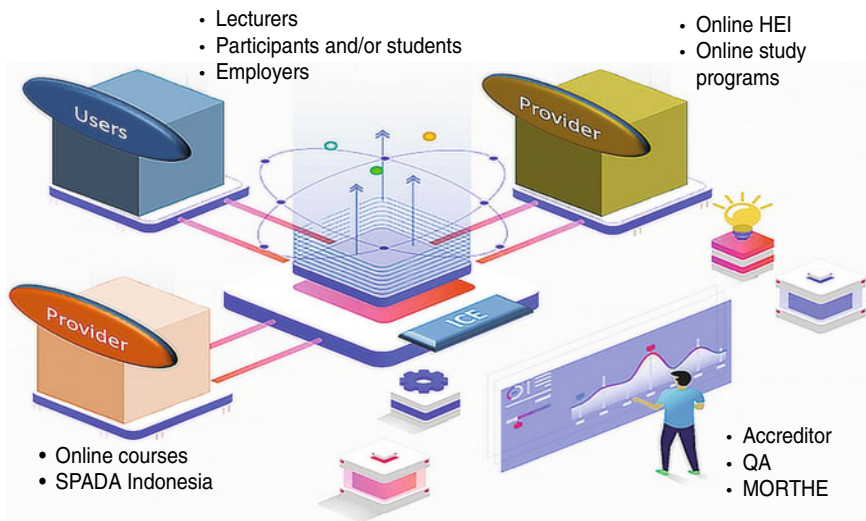 • Lecturers
• Participants and/or students
• Employers
• Online HEI
• Online study
programs
Users
Provider
ICE
Provider
• Online courses
• SPADA Indonesia
• Accreditor
• QA
• MORTHE